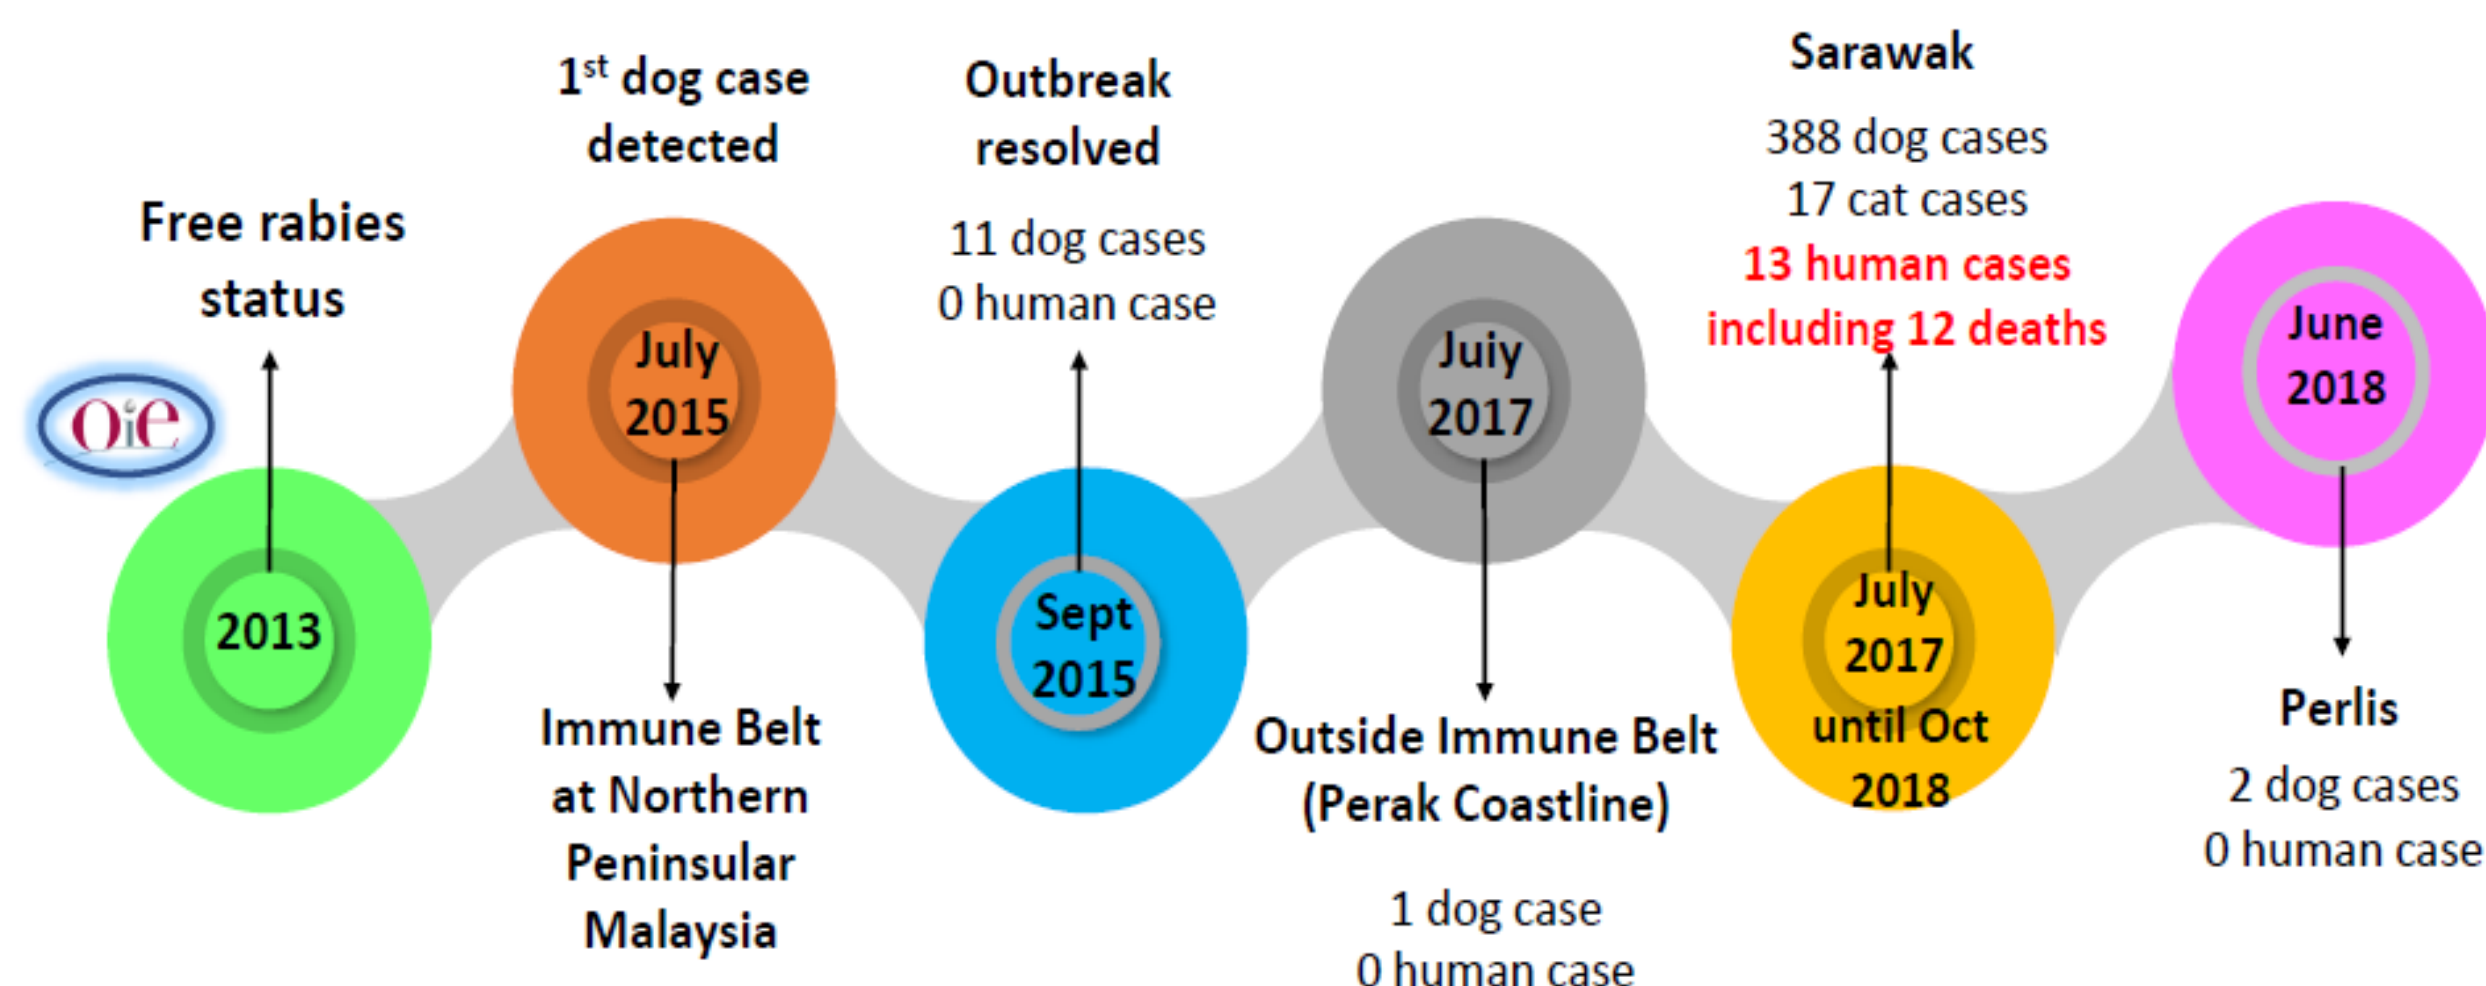 OiE
Free rabies
status
2013
1st dog case
detected
July
2015
Immune Belt
at Northern
Peninsular
Malaysia
Outbreak
resolved
11 dog cases
0 human case
Sept
2015
Juiy
2017
Outside Immune Belt
(Perak Coastline)
1 dog case
0 human case
Sarawak
388 dog cases
17 cat cases
13 human cases
including 12 deaths
July
2017
until Oct
2018
June
2018
Perlis
2 dog cases
0 human case